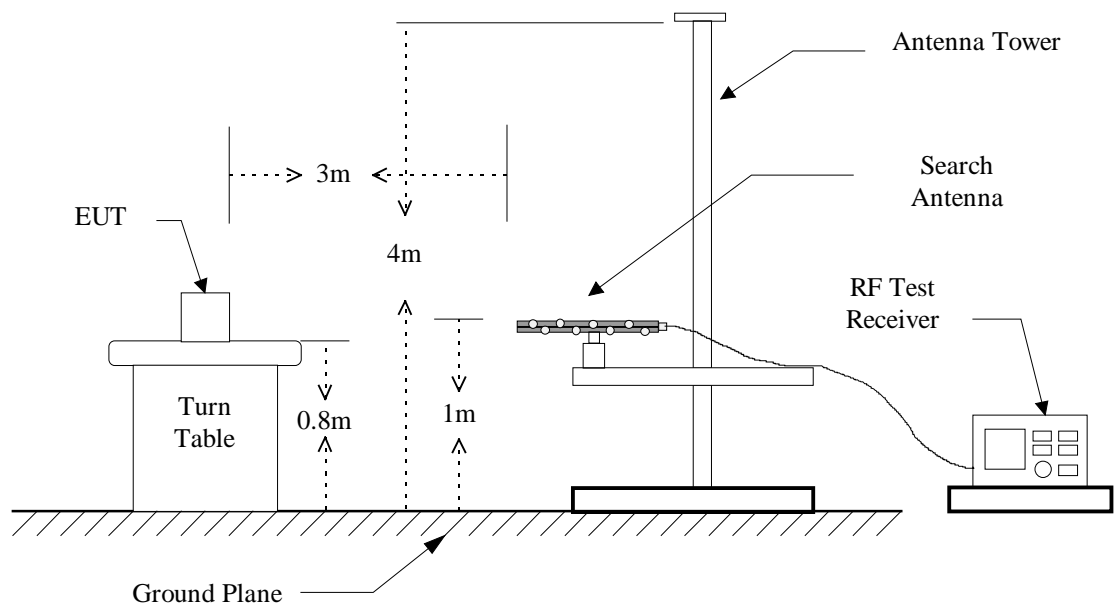 Antenna Tower
3m
Search
Antenna
EUT
4m
RF Test
Receiver
Turn
Table
0.8m
1m
Ground Plane